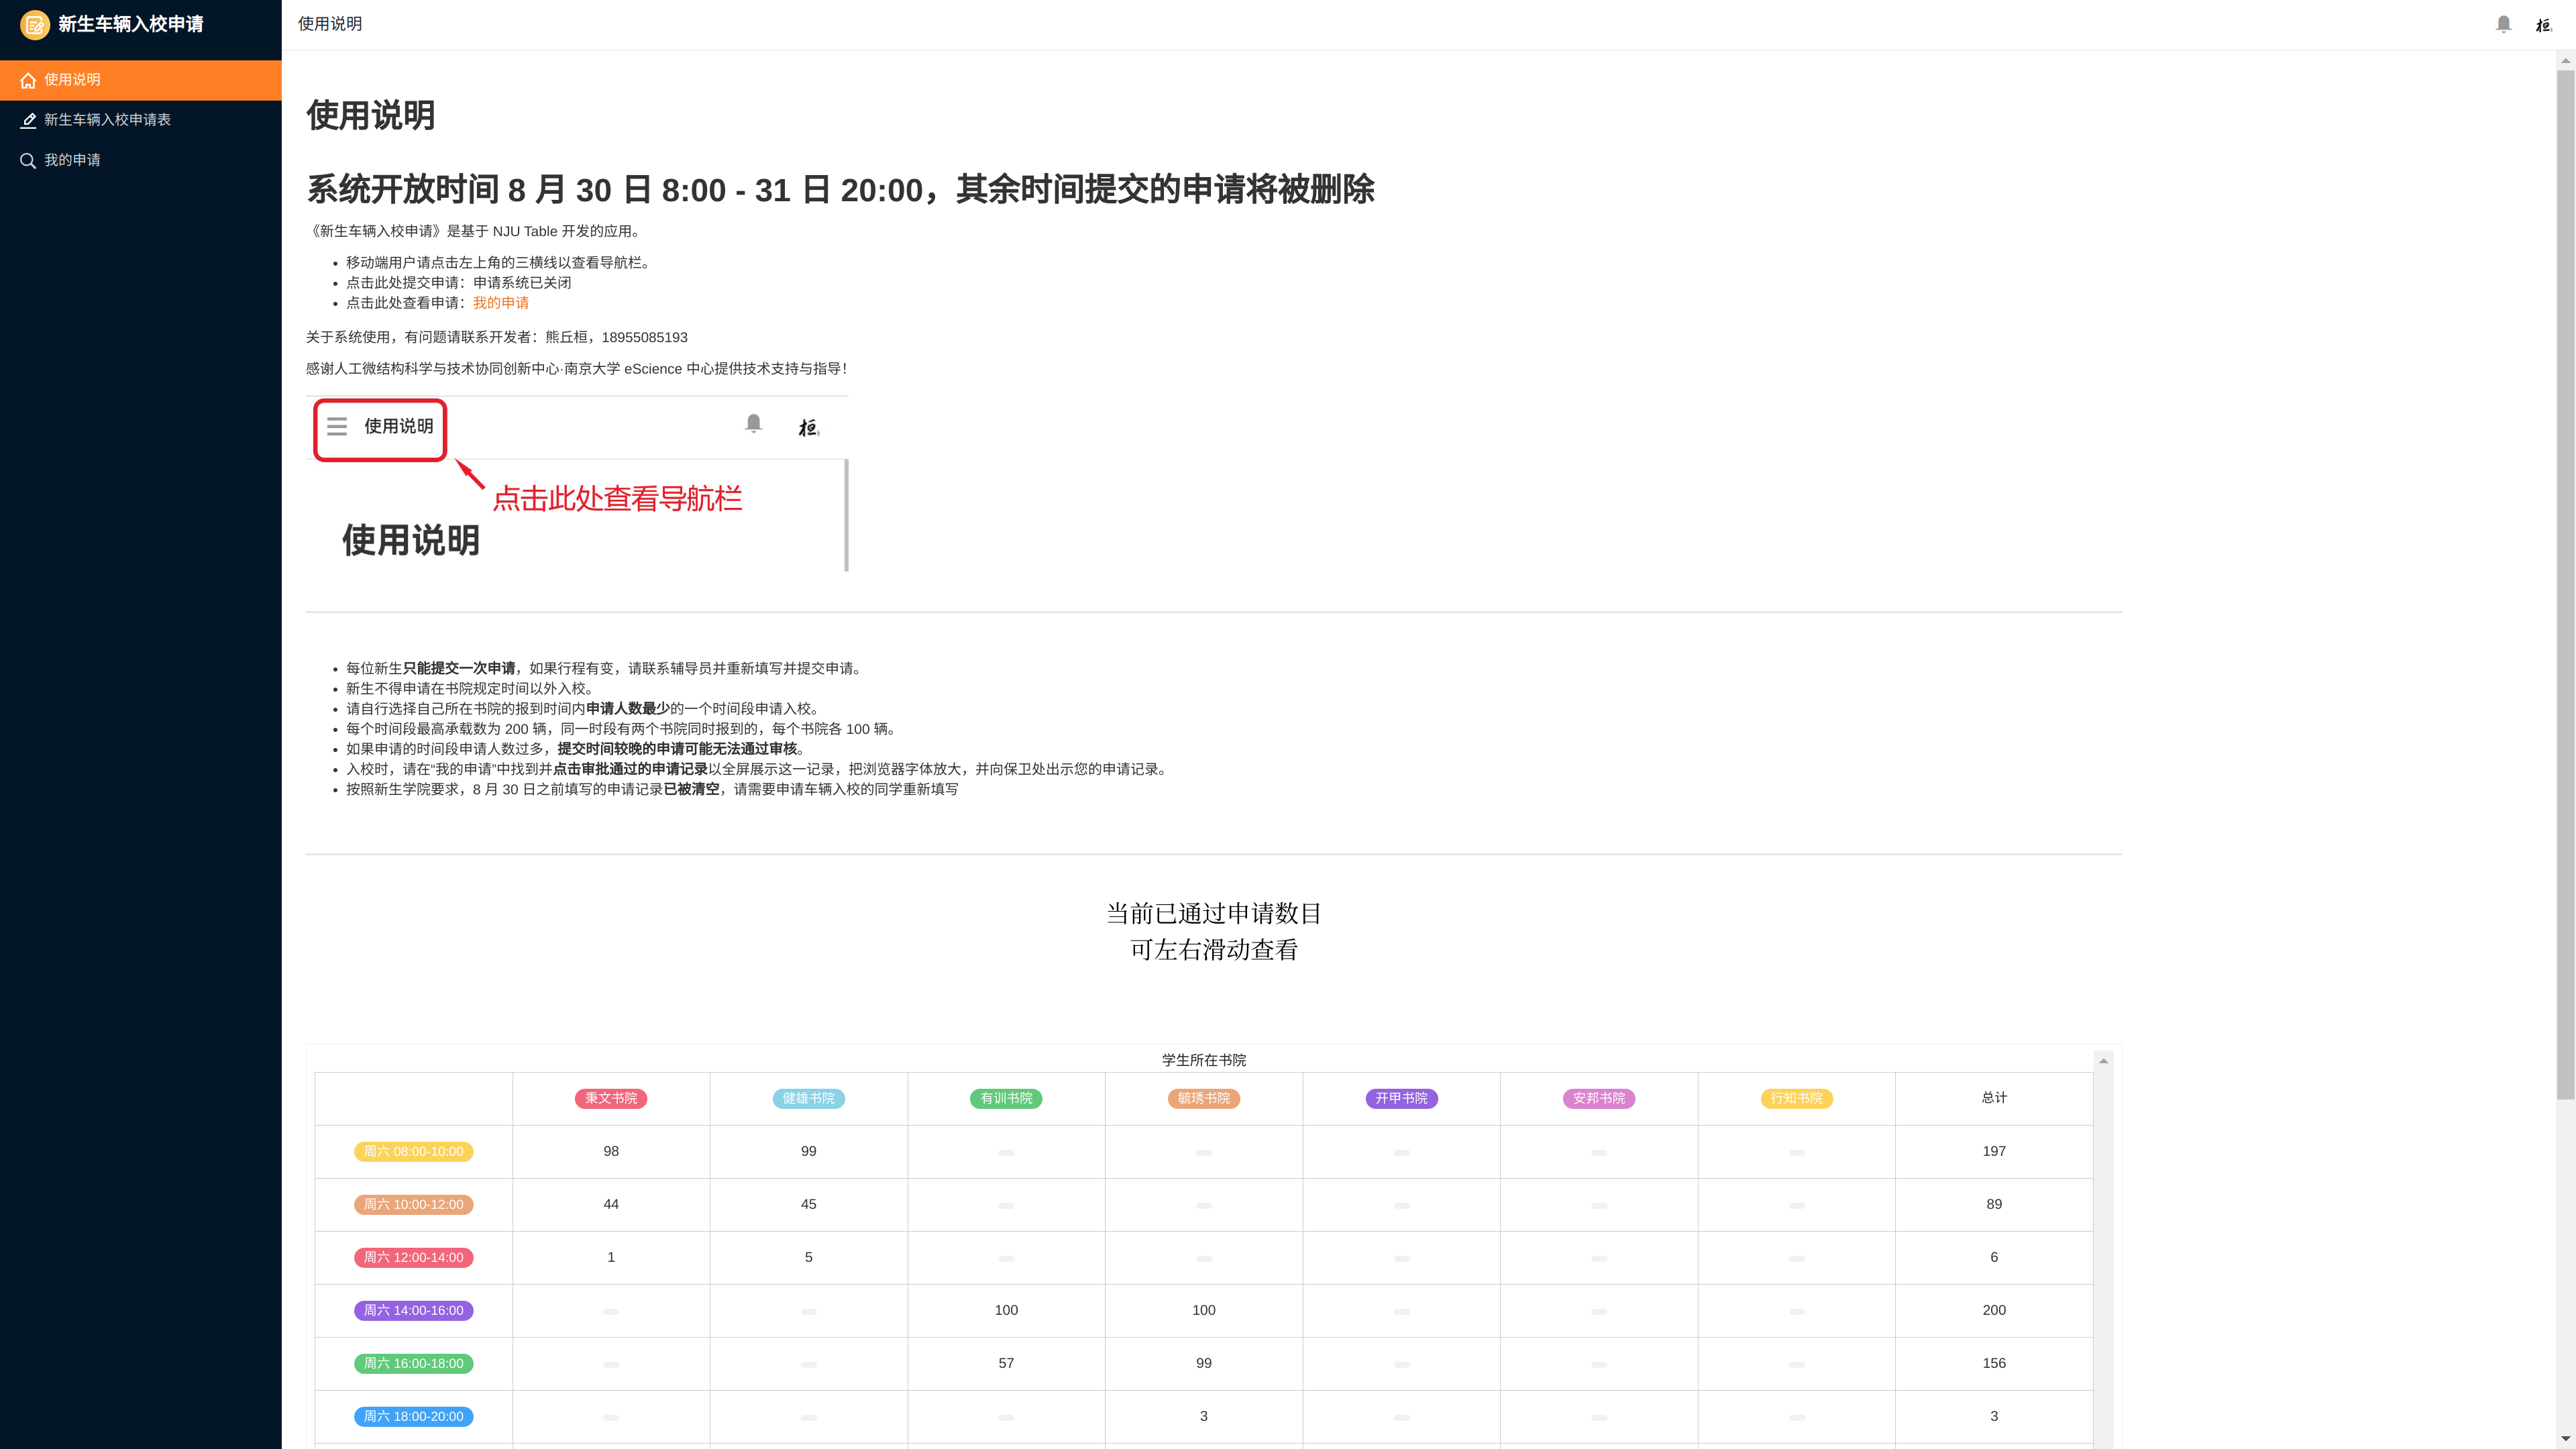 新生车辆入校申请
使用说明
新生车辆入校申请表
我的申请
使用说明
桓
使用说明
系统开放时间 8 月 30 日 8:00 - 31 日 20:00，其余时间提交的申请将被删除
《新生车辆入校申请》是基于 NJU Table 开发的应用。
• 移动端用户请点击左上角的三横线以查看导航栏。
• 点击此处提交申请：申请系统已关闭
• 点击此处查看申请：我的申请
关于系统使用，有问题请联系开发者：熊丘桓，18955085193
感谢人工微结构科学与技术协同创新中心·南京大学 eScience 中心提供技术支持与指导！
使用说明
桓
点击此处查看导航栏
使用说明
• 每位新生只能提交一次申请，如果行程有变，请联系辅导员并重新填写并提交申请。
• 新生不得申请在书院规定时间以外入校。
• 请自行选择自己所在书院的报到时间内申请人数最少的一个时间段申请入校。
• 每个时间段最高承载数为 200 辆，同一时段有两个书院同时报到的，每个书院各 100 辆。
• 如果申请的时间段申请人数过多，提交时间较晚的申请可能无法通过审核。
• 入校时，请在“我的申请”中找到并点击审批通过的申请记录以全屏展示这一记录，把浏览器字体放大，并向保卫处出示您的申请记录。
• 按照新生学院要求，8 月 30 日之前填写的申请记录已被清空，请需要申请车辆入校的同学重新填写
当前已通过申请数目
可左右滑动查看
学生所在书院
秉文书院 健雄书院 有训书院 毓琇书院 开甲书院 安邦书院 行知书院 总计
周六 08:00-10:00 98 99 197
周六 10:00-12:00 44 45 89
周六 12:00-14:00 1 5 6
周六 14:00-16:00 100 100 200
周六 16:00-18:00 57 99 156
周六 18:00-20:00 3 3